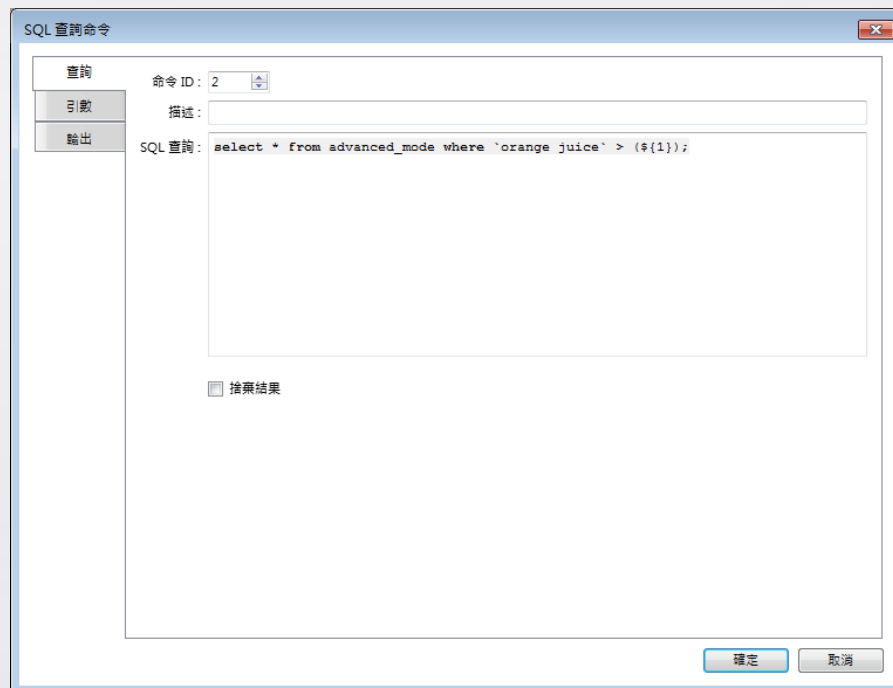 SQL 查詢命令
查詢
引數
輸出
命令 ID : 2
描述 :
SQL 查詢 : select * from advanced_mode where `orange juice` > (${1});
捨棄結果
確定
取消